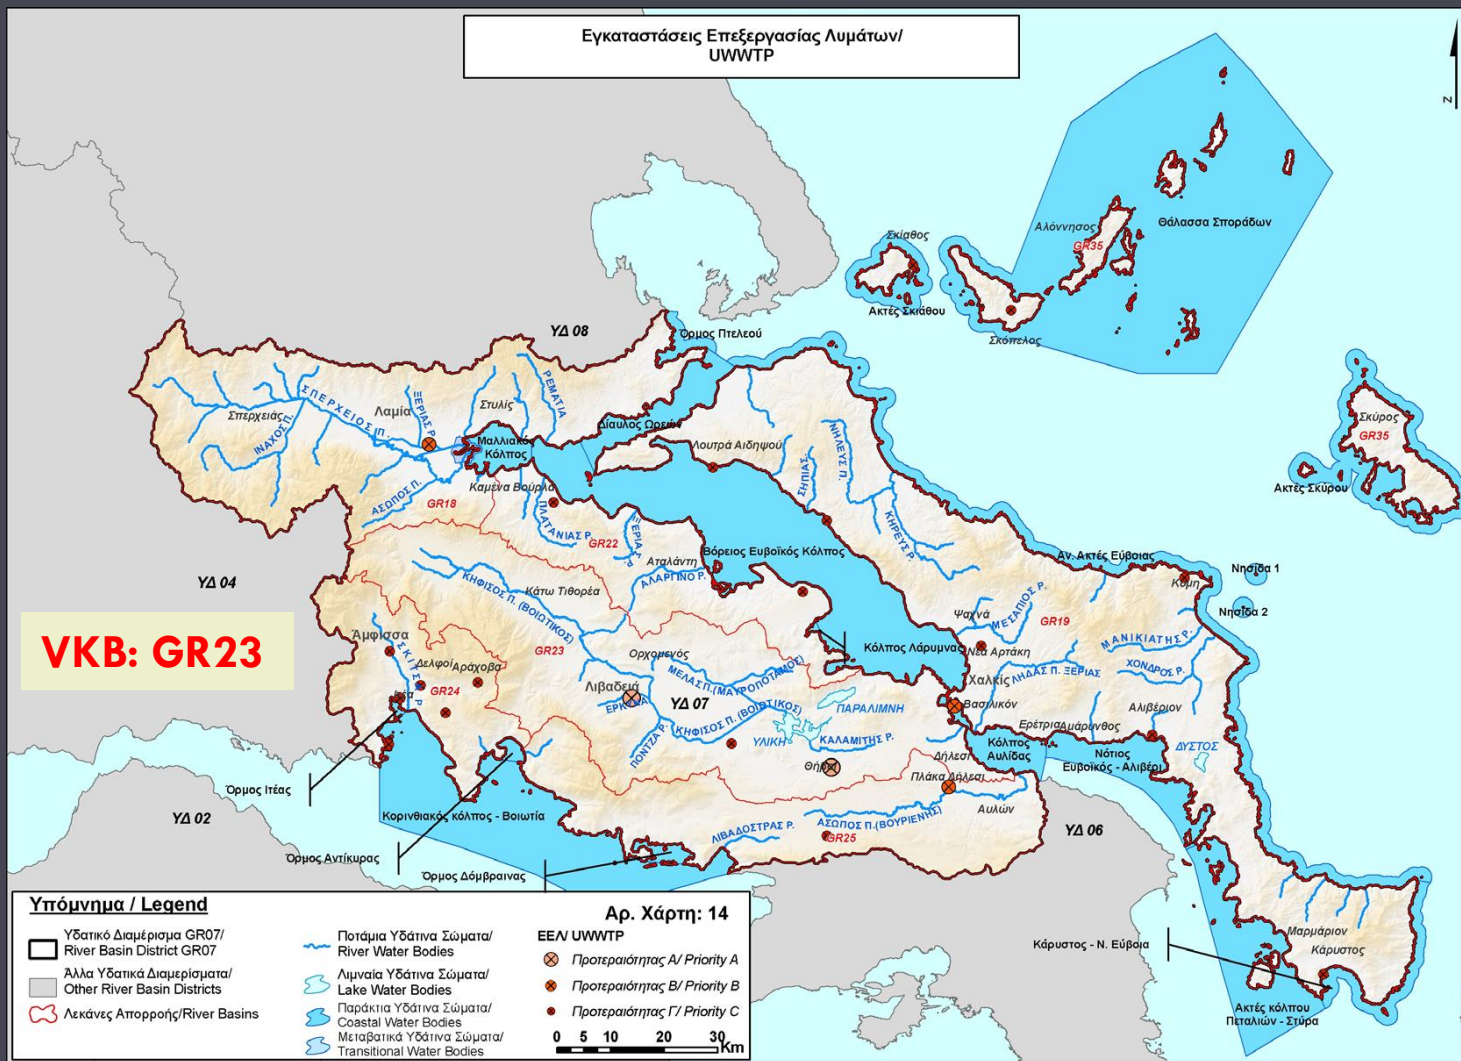 Εγκαταστάσεις Επεξεργασίας Λυμάτων/
UWWTP
N
Θάλασσα Σποράδων
Αλόννησος
GR35
Σκίαθος
Ακτές Σκιάθου
Σκόπελος
ΥΔ 08
Όρμος Πτελεού
Σκύρος
GR35
Ακτές Σκύρου
Σπερχειάς
ΣΠΕΡΧΕΙΟΣ Π.
ΙΝΑΧΟΣ Π.
Λαμία
ΞΕΡΙΑΣ Ρ.
Στυλίς
ΡΕΜΑΤΙΑ
Μαλλιακός
Κόλπος
Δίαυλος Ωρεών
Λουτρά Αιδηψού
ΣΗΠΙΑΣ.
ΝΗΛΕΥΣ Π.
ΚΗΡΕΥΣ Ρ.
ΑΣΩΠΟΣ Π.
GR18
Καμένα Βούρλα
ΠΛΑΤΑΝΙΑΣ Ρ.
GR22
Αταλάντη
ΑΛΑΡΓΙΝΟ Ρ.
Βόρειος Ευβοϊκός Κόλπος
Αν. Ακτές Εύβοιας
Κύμη
Νησίδα 1
Νησίδα 2
ΥΔ 04
ΚΗΦΙΣΟΣ Π. (ΒΟΙΩΤΙΚΟΣ)
Κάτω Τιθορέα
VKB: GR23
Άμφισσα
Δελφοί
Αράχοβα
GR24
Ιτέα
GR23
Ορχομενός
Λιβαδειά
ΜΕΛΑΣ Π.(ΜΑΥΡΟΠΟΤΑΜΟΣ)
ΥΔ 07
ΚΗΦΙΣΟΣ Π. (ΒΟΙΩΤΙΚΟΣ)
ΠΟΝΤΖΑ Ρ.
ΥΛΙΚΗ
ΠΑΡΑΛΙΜΝΗ
ΚΑΛΑΜΙΤΗΣ Ρ.
Θήβα
Κόλπος Λάρυμνας
Ψαχνά
ΜΕΣΑΠΙΟΣ Ρ.
GR19
Νέα Αρτάκη
Χαλκίς
ΛΗΔΑΣ Π. ΞΕΡΙΑΣ
Βασιλικόν
ΜΑΝΙΚΙΑΤΗΣ Ρ.
ΧΟΝΔΡΟΣ Ρ.
Ερέτρια
Αμάρυνθος
Αλιβέριον
ΔΥΣΤΟΣ
Κόλπος
Αυλίδας
Νότιος
Ευβοϊκός - Αλιβέρι
Δήλεσι
Πλάκα Δήλεσι
Αυλών
ΛΙΒΑΔΟΣΤΡΑΣ Ρ.
ΑΣΩΠΟΣ Π.(ΒΟΥΡΙΕΝΗΣ)
GR25
ΥΔ 06
Όρμος Ιτέας
ΥΔ 02
Κορινθιακός κόλπος - Βοιωτία
Όρμος Αντίκυρας
Όρμος Δόμβραινας
Κάρυστος - Ν. Εύβοια
Μαρμάριον
Κάρυστος
Ακτές κόλπου
Πεταλιών - Στύρα
Υπόμνημα / Legend
Υδατικό Διαμέρισμα GR07/
River Basin District GR07
Άλλα Υδατικά Διαμερίσματα/
Other River Basin Districts
Λεκάνες Απορροής/River Basins
Ποτάμια Υδάτινα Σώματα/
River Water Bodies
Λιμναία Υδάτινα Σώματα/
Lake Water Bodies
Παράκτια Υδάτινα Σώματα/
Coastal Water Bodies
Μεταβατικά Υδάτινα Σώματα/
Transitional Water Bodies
Αρ. Χάρτη: 14
ΕΕΛ/ UWWTP
Προτεραιότητας Α/ Priority A
Προτεραιότητας Β/ Priority B
Προτεραιότητας Γ/ Priority C
0 5 10 20 30
Km